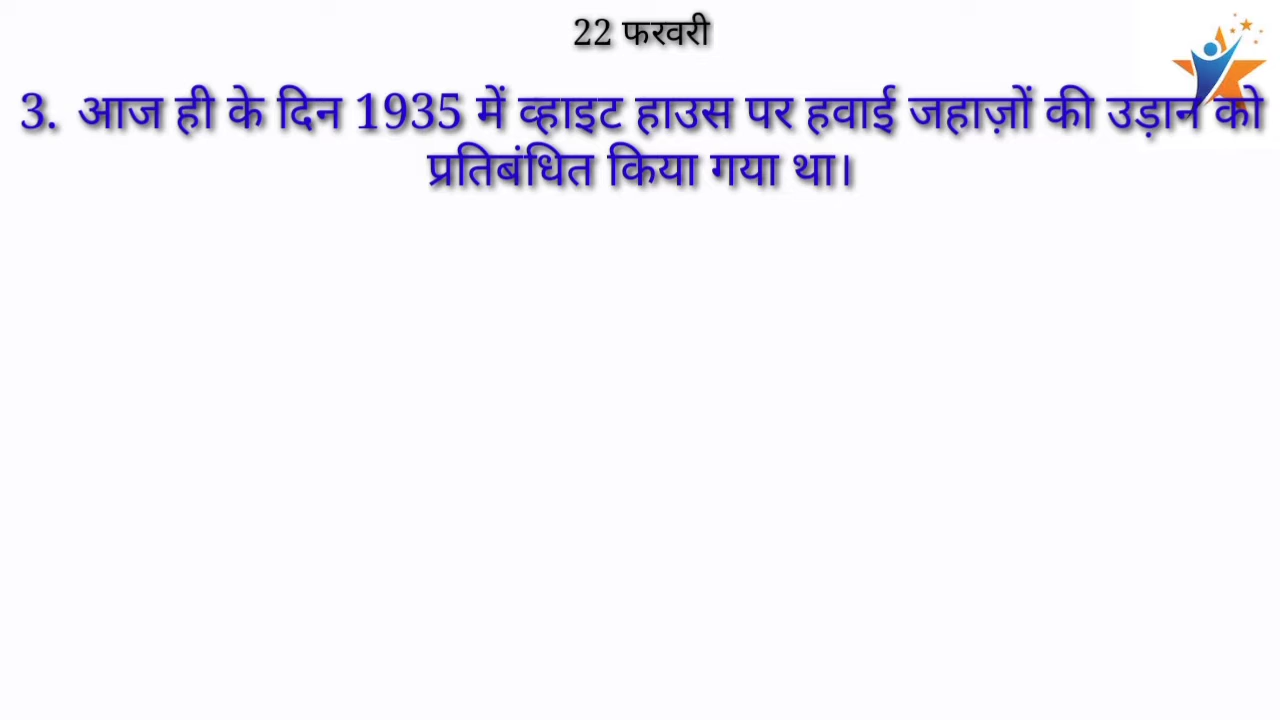 22 फरवरी
3. आज ही के दिन 1935 में व्हाइट हाउस पर हवाई जहाज़ों की उड़ान को
प्रतिबंधित किया गया था।